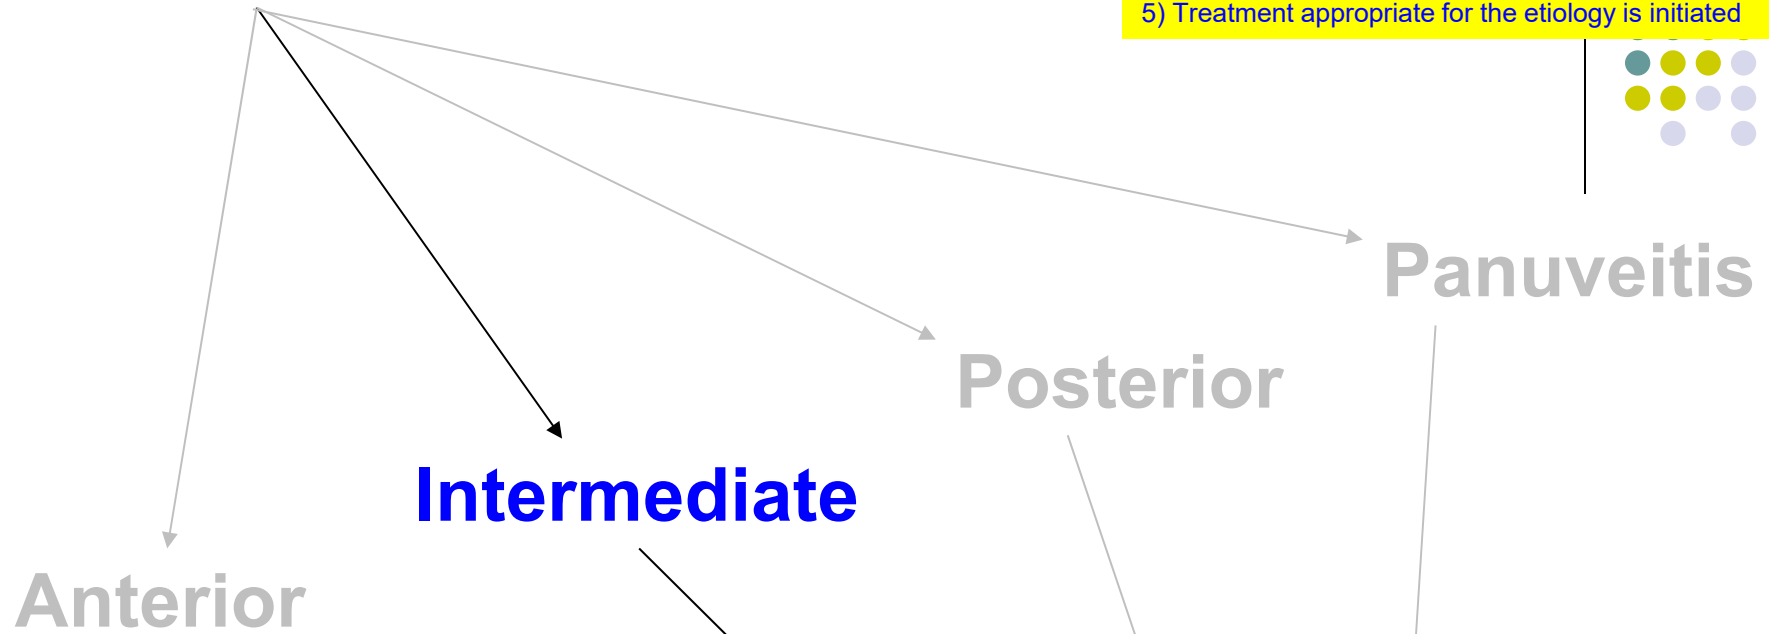 5) Treatment appropriate for the etiology is initiated
Panuveitis
Posterior
Intermediate
Anterior